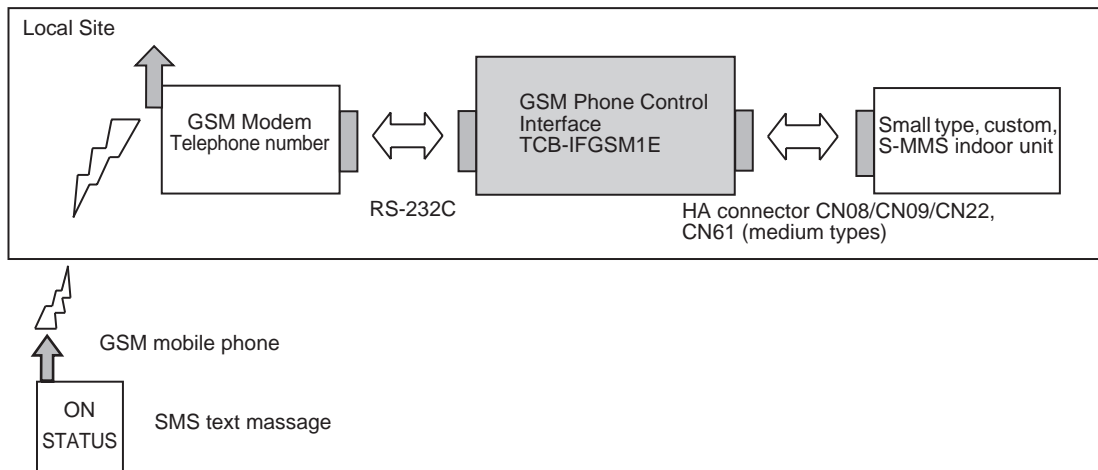 Local Site
GSM Modem
Telephone number
GSM Phone Control
Interface
TCB-IFGSM1E
Small type, custom,
S-MMS indoor unit
RS-232C
HA connector CN08/CN09/CN22,
CN61 (medium types)
GSM mobile phone
ON
STATUS
SMS text massage